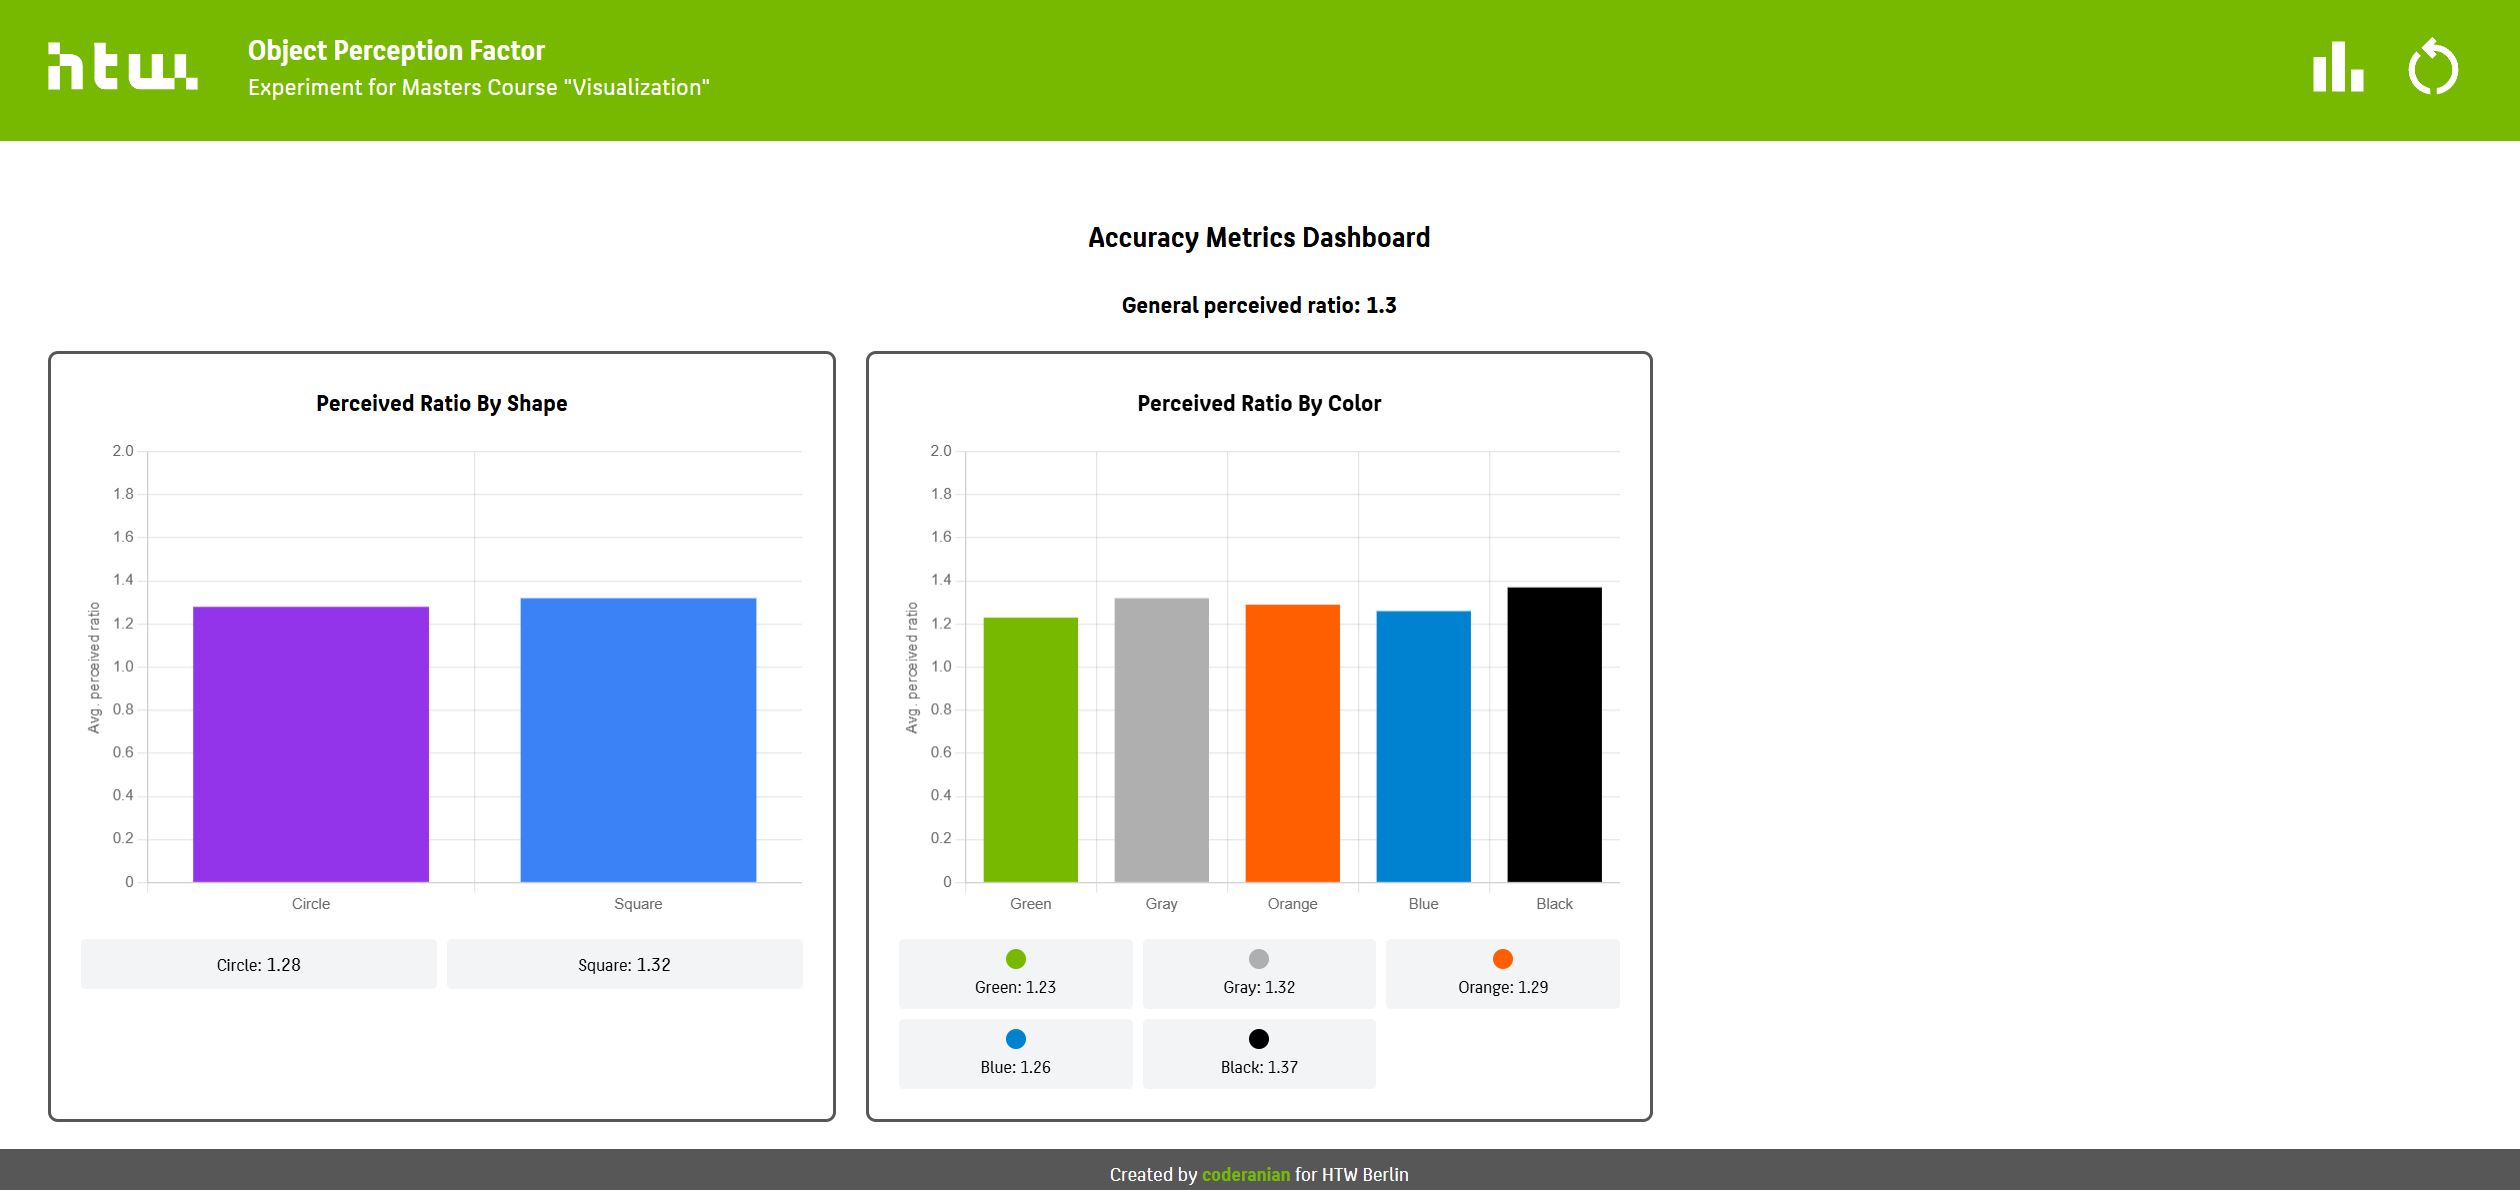 htw.
Object Perception Factor
Experiment for Masters Course "Visualization"
Accuracy Metrics Dashboard
General perceived ratio: 1.3
Perceived Ratio By Shape
Avg. perceived ratio
2.0
1.8
1.6
1.4
1.2
1.0
0.8
0.6
0.4
0.2
0
Circle
Square
Circle: 1.28
Square: 1.32
Perceived Ratio By Color
Avg. perceived ratio
2.0
1.8
1.6
1.4
1.2
1.0
0.8
0.6
0.4
0.2
0
Green
Gray
Orange
Blue
Black
Green: 1.23
Gray: 1.32
Orange: 1.29
Blue: 1.26
Black: 1.37
Created by coderanian for HTW Berlin